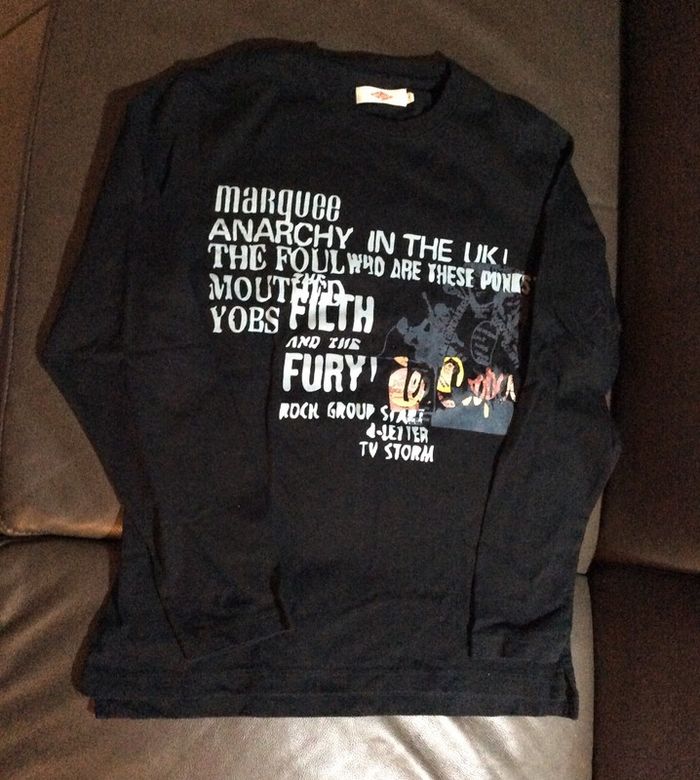 marquee
ANARCHY IN THE UK!
THE FOUL WHO ARE THESE PUNKS
MOUTHED
YOBS
THE
FILTH
AND THE
FURY!
ROCK GROUP START
4-LETTER
TV STORM